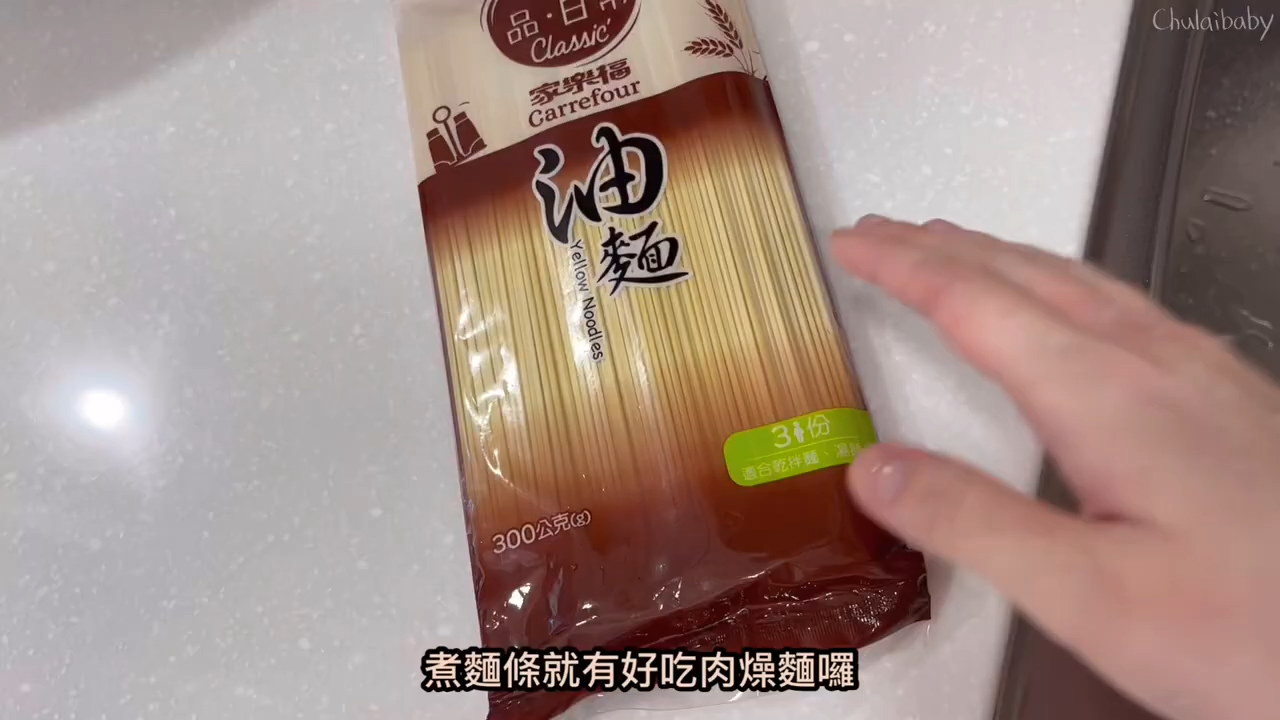 Chulaibaby
品·日常
Classic
家樂福
Carrefour
油麵
Yellow Noodles
3份
適合乾拌麵、湯麵
300公克(g)
煮麵條就有好吃肉燥麵囉